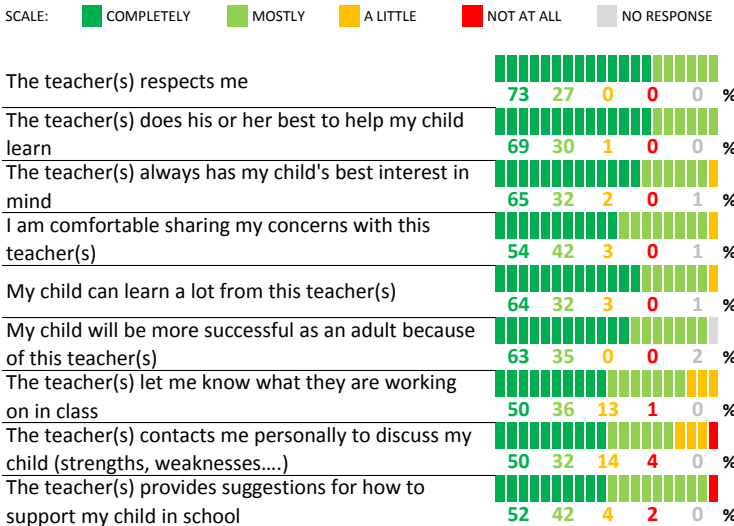 SCALE: COMPLETELY MOSTLY A LITTLE NOT AT ALL NO RESPONSE
The teacher(s) respects me
73 27 0 0 0 %
The teacher(s) does his or her best to help my child
learn
69 30 1 0 0 %
The teacher(s) always has my child's best interest in
mind
65 32 2 0 1 %
I am comfortable sharing my concerns with this
teacher(s)
54 42 3 0 1 %
My child can learn a lot from this teacher(s)
64 32 3 0 1 %
My child will be more successful as an adult because
of this teacher(s)
63 35 0 0 2 %
The teacher(s) let me know what they are working
on in class
50 36 13 1 0 %
The teacher(s) contacts me personally to discuss my
child (strengths, weaknesses....)
50 32 14 4 0 %
The teacher(s) provides suggestions for how to
support my child in school
52 42 4 2 0 %